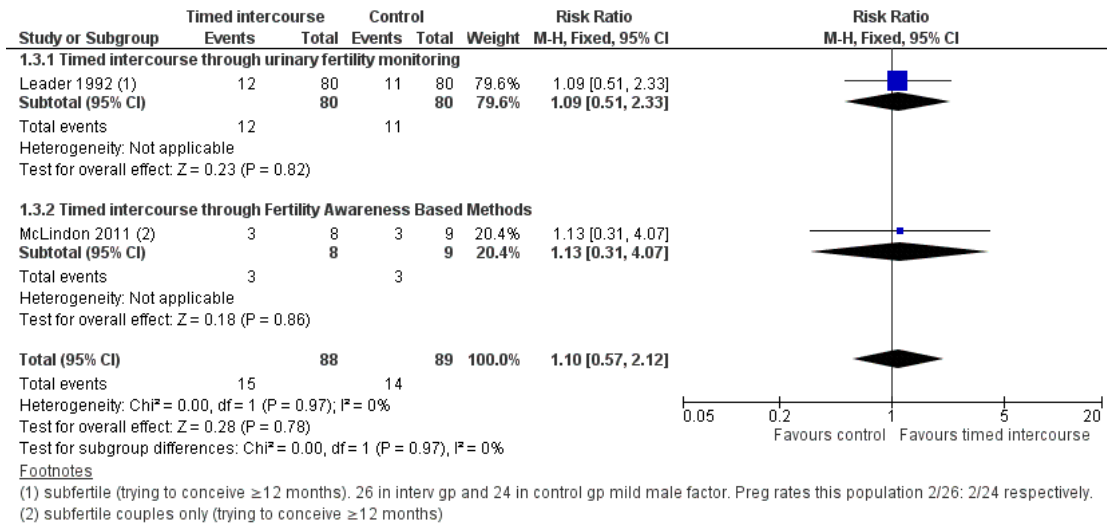 Timed intercourse Control Risk Ratio Risk Ratio
Study or Subgroup Events Total Events Total Weight M-H, Fixed, 95% CI M-H, Fixed, 95% CI
1.3.1 Timed intercourse through urinary fertility monitoring
Leader 1992 (1) 12 80 11 80 79.6% 1.09 [0.51, 2.33]
Subtotal (95% CI) 80 80 79.6% 1.09 [0.51, 2.33]
Total events 12 11
Heterogeneity: Not applicable
Test for overall effect: Z = 0.23 (P = 0.82)
1.3.2 Timed intercourse through Fertility Awareness Based Methods
McLindon 2011 (2) 3 8 3 9 20.4% 1.13 [0.31, 4.07]
Subtotal (95% CI) 8 9 20.4% 1.13 [0.31, 4.07]
Total events 3 3
Heterogeneity: Not applicable
Test for overall effect: Z = 0.18 (P = 0.86)
Total (95% CI) 88 89 100.0% 1.10 [0.57, 2.12]
Total events 15 14
Heterogeneity: Chi² = 0.00, df = 1 (P = 0.97); I² = 0%
Test for overall effect: Z = 0.28 (P = 0.78)
Test for subgroup differences: Chi² = 0.00, df = 1 (P = 0.97), I² = 0%
0.05 0.2 1 5 20
Favours control Favours timed intercourse
Footnotes
(1) subfertile (trying to conceive ≥12 months). 26 in interv gp and 24 in control gp mild male factor. Preg rates this population 2/26: 2/24 respectively.
(2) subfertile couples only (trying to conceive ≥12 months)